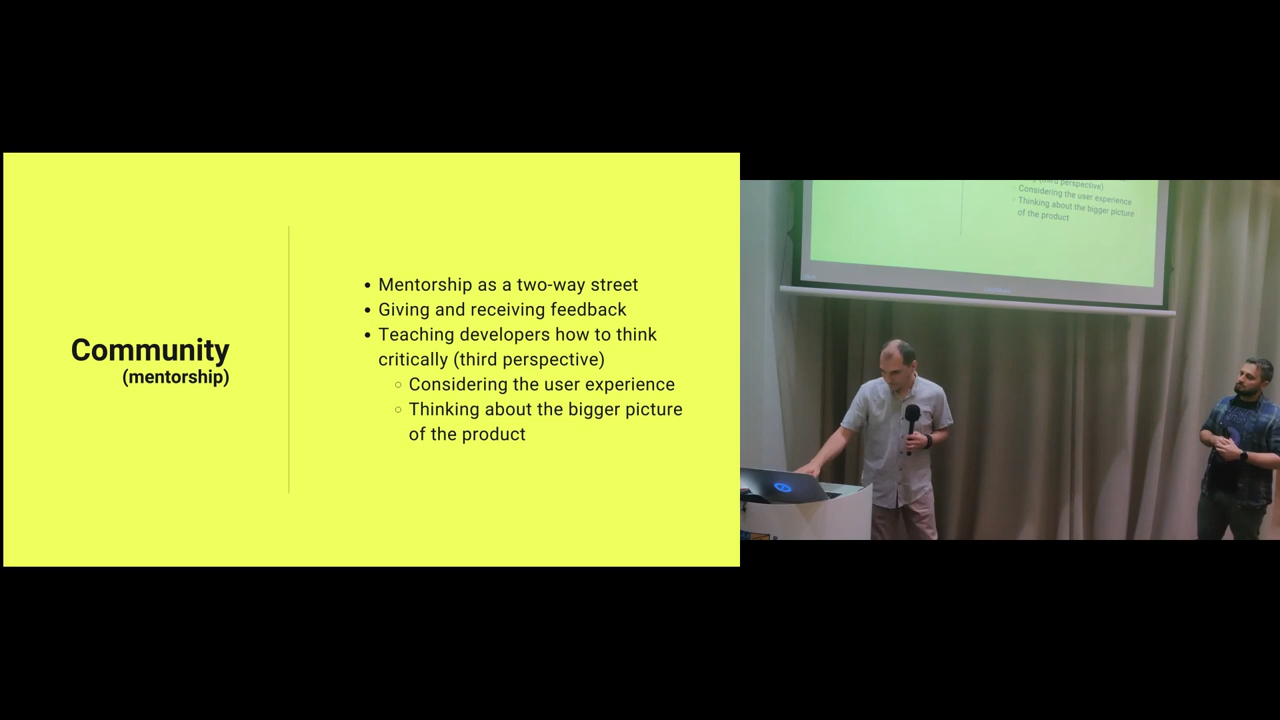 Community
(mentorship)
• Mentorship as a two-way street
• Giving and receiving feedback
• Teaching developers how to think
critically (third perspective)
○ Considering the user experience
○ Thinking about the bigger picture
of the product
(third perspective)
○ Considering the user experience
○ Thinking about the bigger picture
of the product